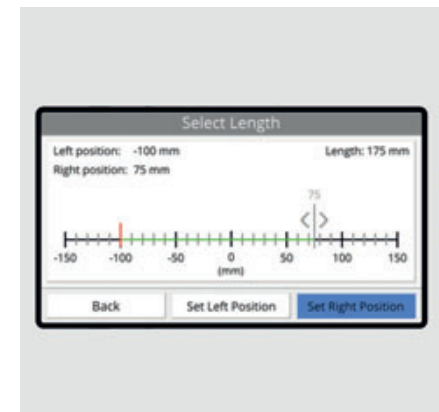 Select Length
Left position: -100 mm Length: 175 mm
Right position: 75 mm
75
-150 -100 -50 0 50 100 150
(mm)
Back Set Left Position Set Right Position